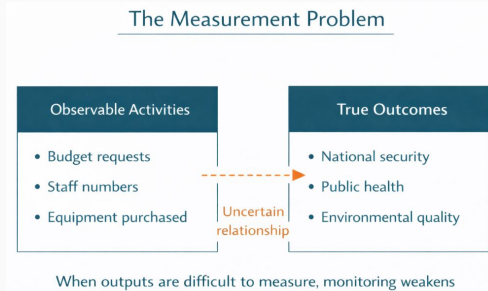 The Measurement Problem
Observable Activities
• Budget requests
• Staff numbers
• Equipment purchased
Uncertain
relationship
True Outcomes
• National security
• Public health
• Environmental quality
When outputs are difficult to measure, monitoring weakens